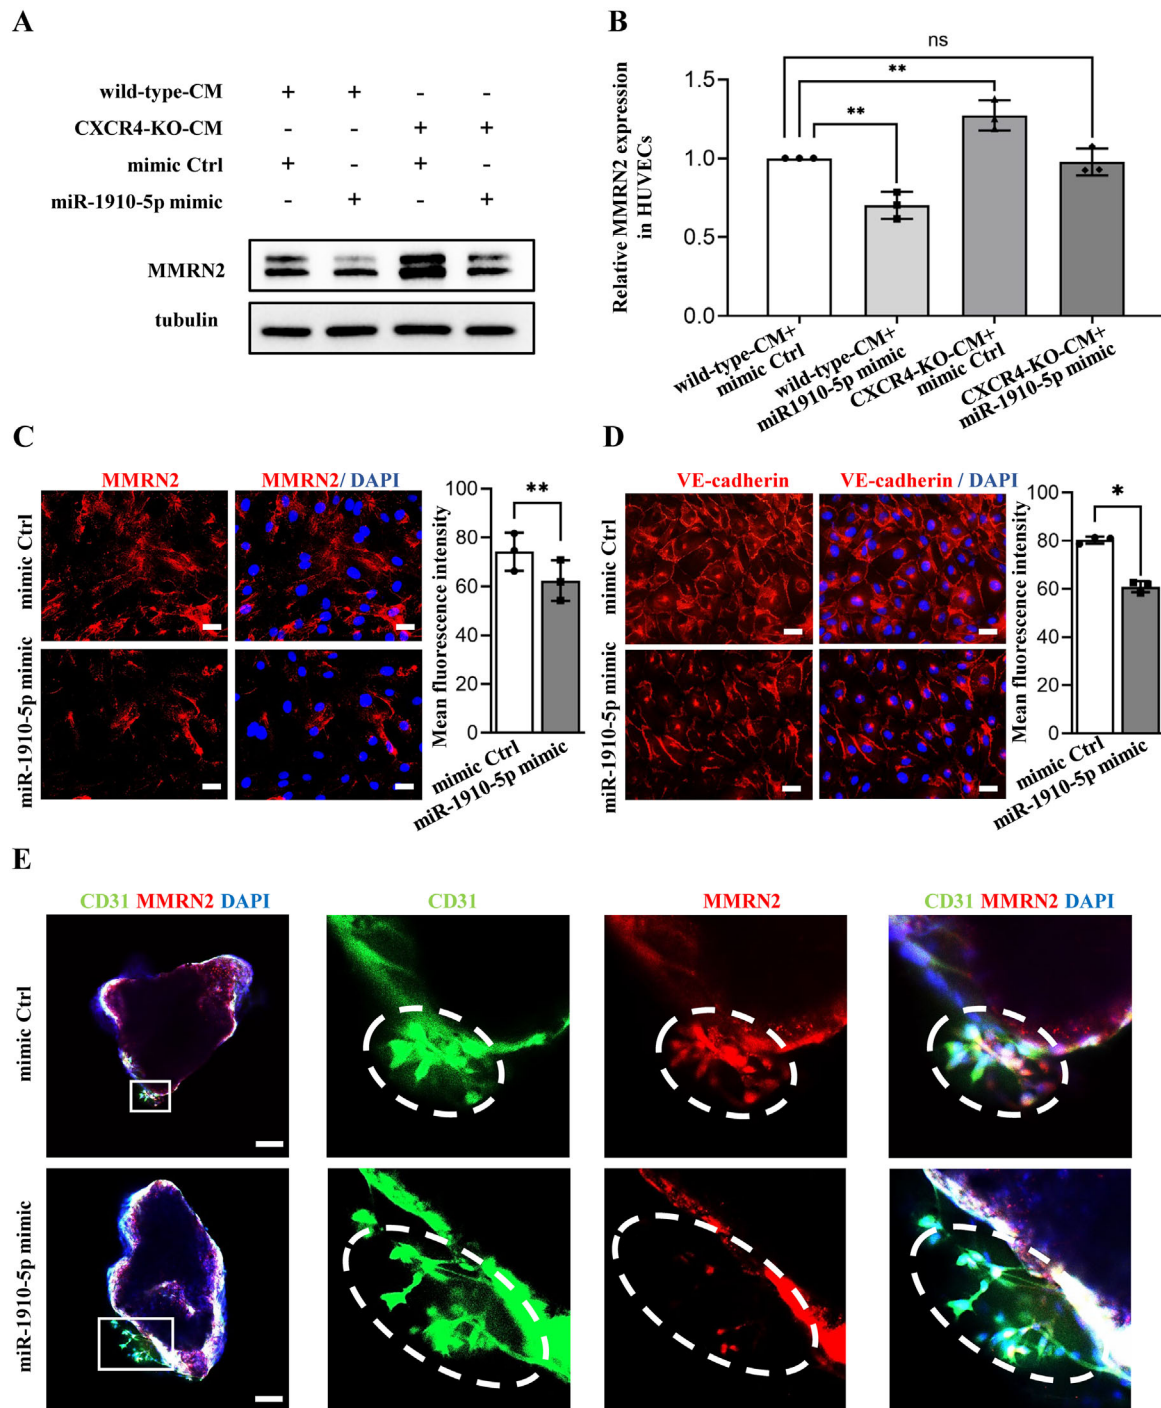 A
wild-type-CM + + - -
CXCR4-KO-CM - - + +
mimic Ctrl + - + -
miR-1910-5p mimic - + - +
MMRN2
tubulin
B
Relative MMRN2 expression
in HUVECs
1.5
1.0
0.5
0.0
ns
**
**
wild-type-CM+
mimic Ctrl
wild-type-CM+
miR1910-5p mimic
CXCR4-KO-CM+
mimic Ctrl
CXCR4-KO-CM+
miR-1910-5p mimic
C
MMRN2
MMRN2/ DAPI
mimic Ctrl
miR-1910-5p mimic
Mean fluorescence intensity
100
80
60
40
20
0
**
mimic Ctrl
miR-1910-5p mimic
D
VE-cadherin
VE-cadherin / DAPI
mimic Ctrl
miR-1910-5p mimic
Mean fluorescence intensity
100
80
60
40
20
0
*
mimic Ctrl
miR-1910-5p mimic
E
CD31 MMRN2 DAPI
CD31
MMRN2
CD31 MMRN2 DAPI
mimic Ctrl
miR-1910-5p mimic